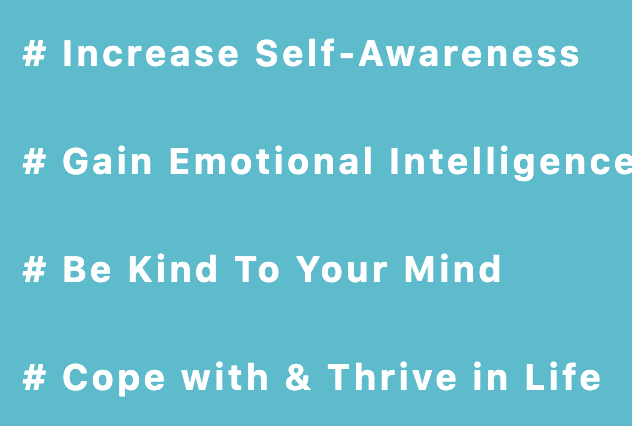 # Increase Self-Awareness
# Gain Emotional Intelligence
# Be Kind To Your Mind
# Cope with & Thrive in Life